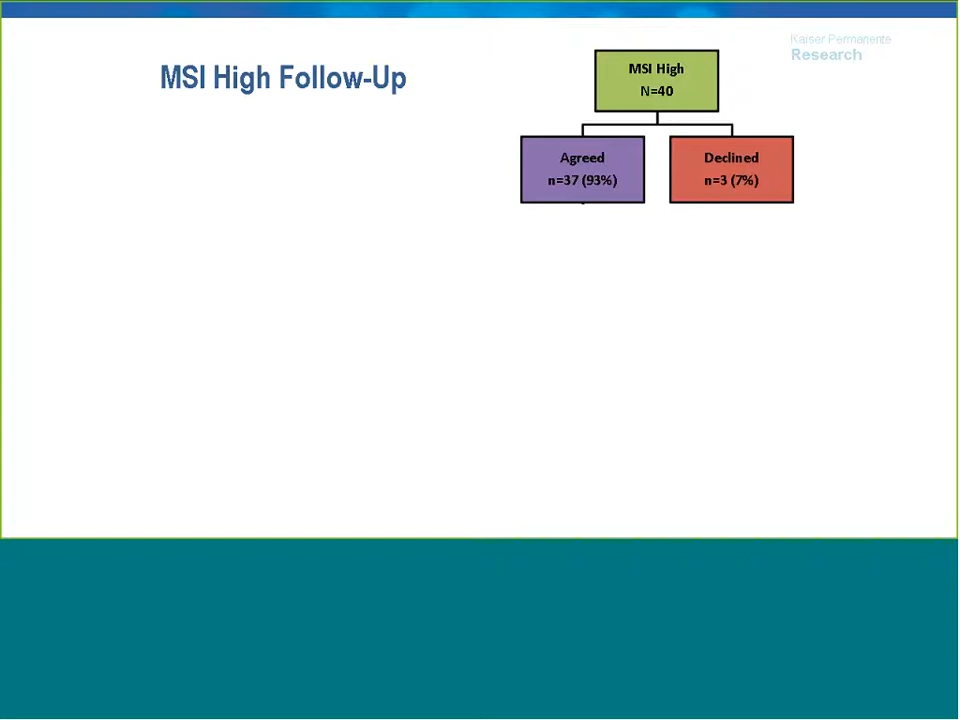 Kaiser Permanente
Research
MSI High Follow-Up
MSI High
N=40
Agreed
n=37 (93%)
Declined
n=3 (7%)